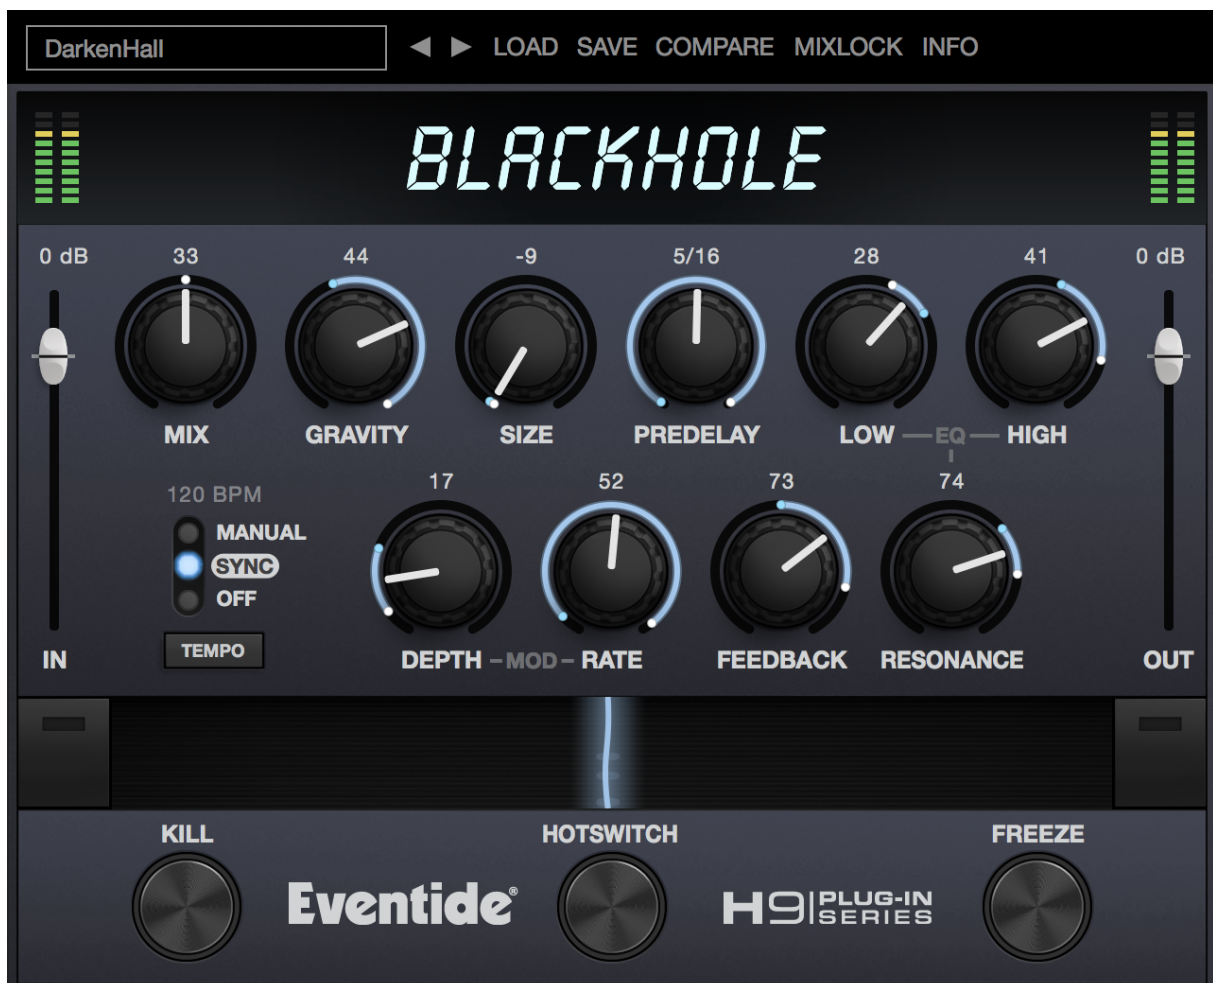 DarkenHall LOAD SAVE COMPARE MIXLOCK INFO
BLACKHOLE
0 dB 33 44 -9 5/16 28 41 0 dB
MIX GRAVITY SIZE PREDELAY LOW EQ HIGH
120 BPM 17 52 73 74
MANUAL
SYNC
OFF
TEMPO
IN DEPTH MOD RATE FEEDBACK RESONANCE OUT
KILL HOTSWITCH FREEZE
Eventide® H9 PLUG-IN
SERIES